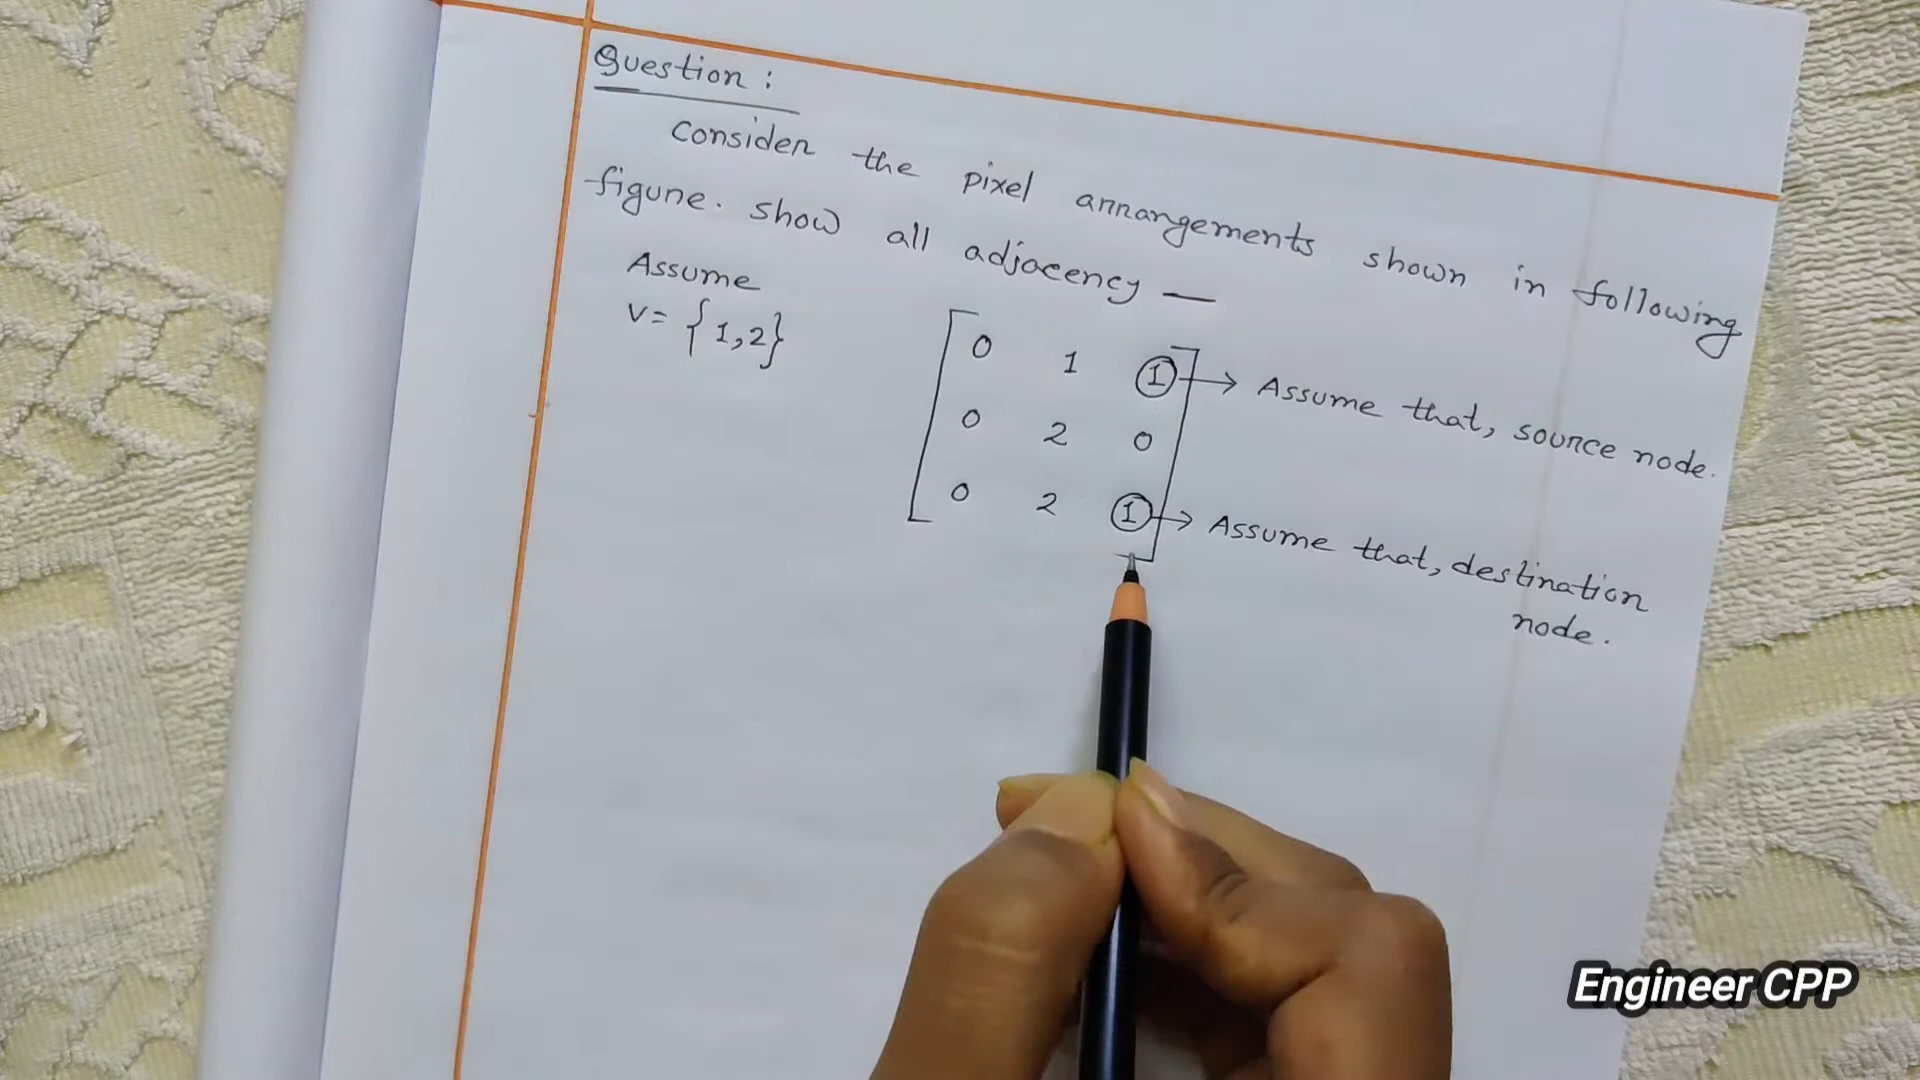 Question:
Consider the pixel arrangements shown in following
figure. show all adjacency —
Assume
V = {1,2}
0 1 1 → Assume that, source node.
0 2 0
0 2 1 → Assume that, destination
node.
Engineer CPP